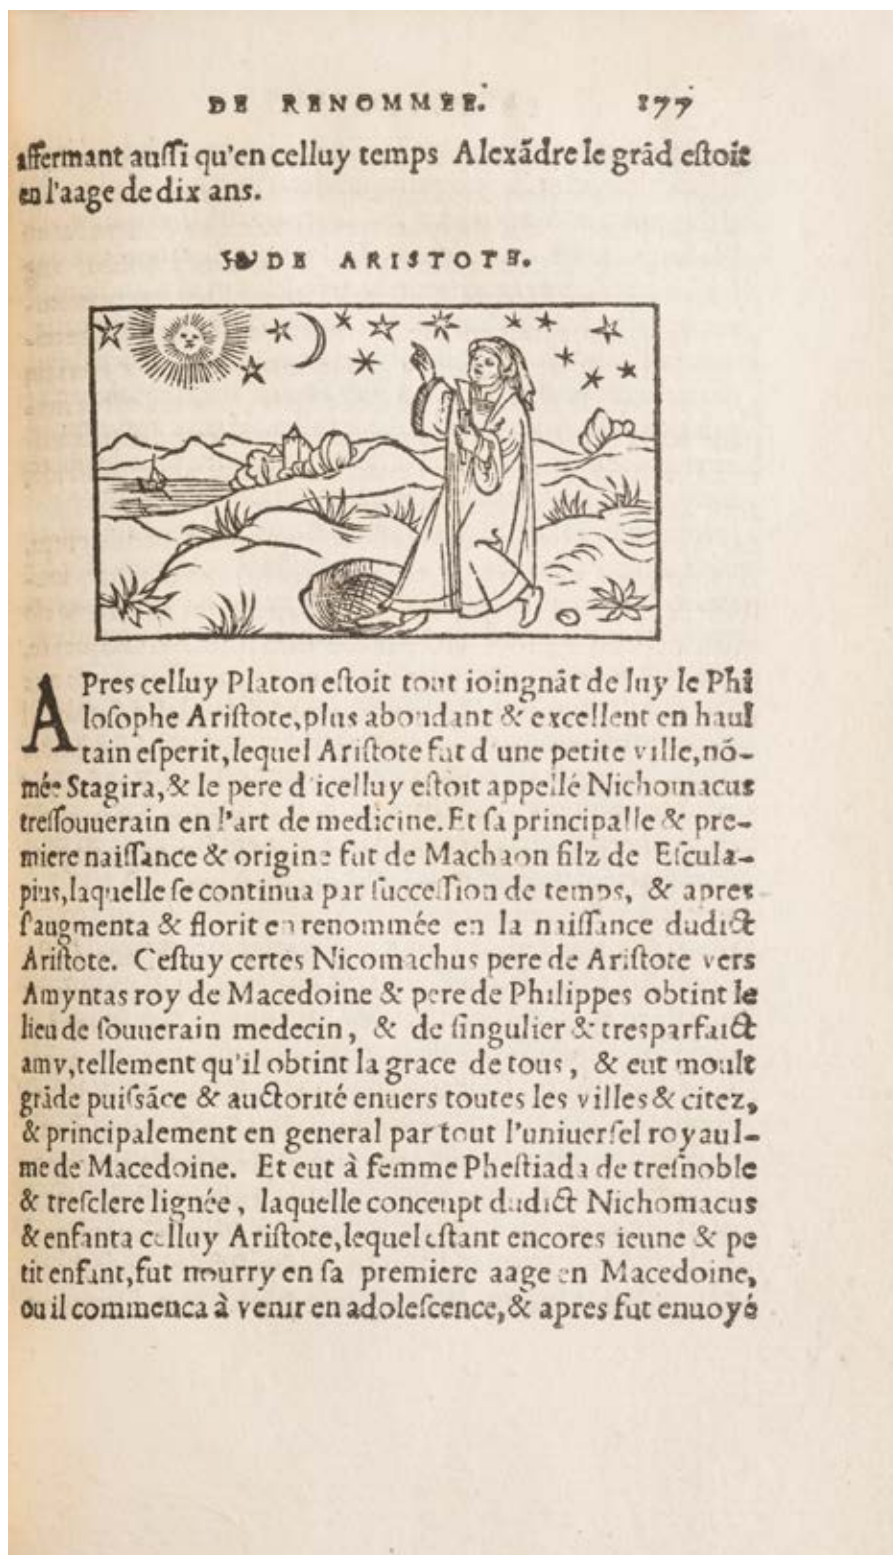 DE RENOMMEE. 177
affermant aussi qu'en celluy temps Alexãdre le grãd estoit
en l'aage de dix ans.
DE ARISTOTE.
APres celluy Platon estoit tout ioingnãt de luy le Phi
losophe Aristote, plus abondant & excellent en haul
tain esperit, lequel Aristote fut d'une petite ville, nõ-
mée Stagira, & le pere d'icelluy estoit appellé Nichomacus
tressouuerain en l'art de medicine. Et sa principalle & pre-
miere naissance & origine fut de Machaon filz de Escula-
pius, laquelle se continua par succession de temps, & apres
s'augmenta & florit en renommée en la naissance dudict
Aristote. Cestuy certes Nicomachus pere de Aristote vers
Amyntas roy de Macedoine & pere de Philippes obtint le
lieu de souuerain medecin, & de singulier & tresparfaict
amy, tellement qu'il obtint la grace de tous, & eut moult
grãde puissãce & auctorité enuers toutes les villes & citez,
& principalement en general par tout l'uniuersel royaul-
me de Macedoine. Et eut à femme Phestiada de tresnoble
& tresclere lignée, laquelle conceupt dudict Nichomacus
& enfanta celluy Aristote, lequel estant encores ieune & pe
tit enfant, fut nourry en sa premiere aage en Macedoine,
ou il commenca à venir en adolescence, & apres fut enuoyé